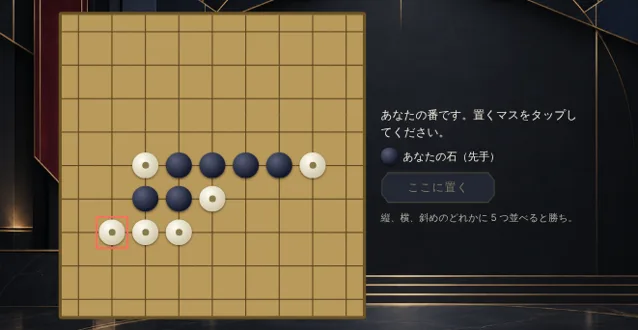 あなたの番です。置くマスをタップし
てください。
あなたの石（先手）
ここに置く
縦、横、斜めのどれかに 5 つ並べると勝ち。